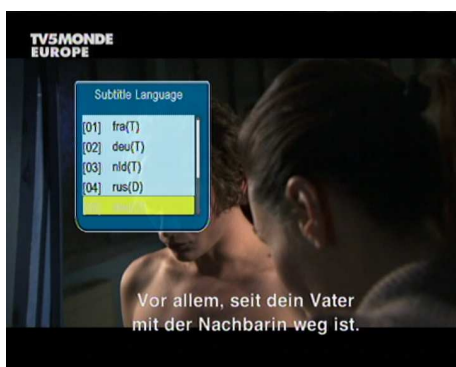 TV5MONDE
EUROPE
Subtitle Language
[01] fra(T)
[02] deu(T)
[03] nld(T)
[04] rus(D)
Vor allem, seit dein Vater
mit der Nachbarin weg ist.